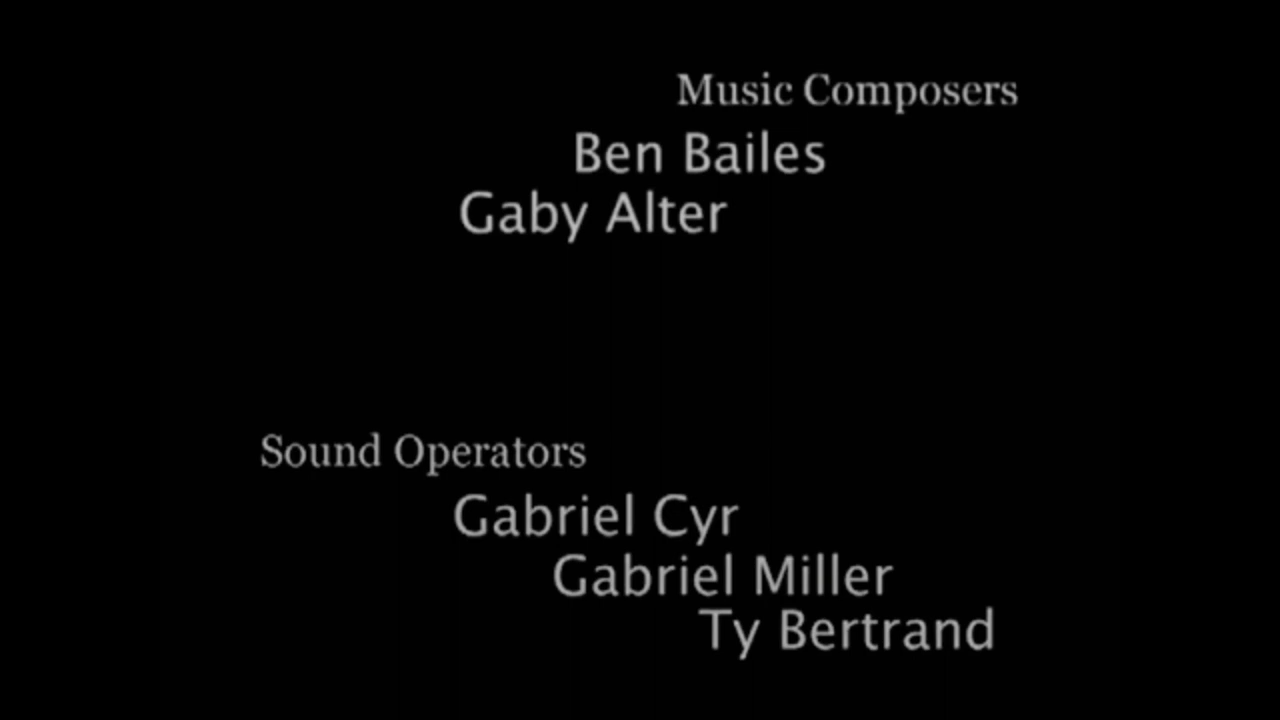 Music Composers
Ben Bailes
Gaby Alter
Sound Operators
Gabriel Cyr
Gabriel Miller
Ty Bertrand